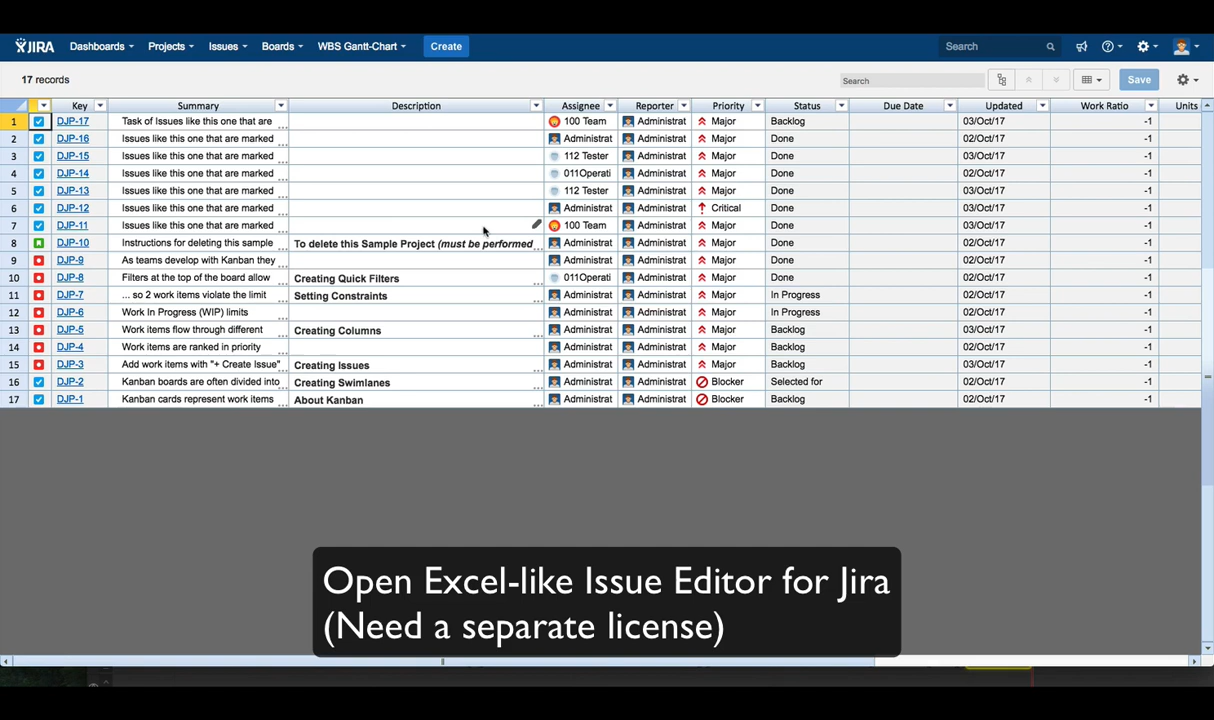 JIRA Dashboards Projects Issues Boards WBS Gantt-Chart Create Search
17 records Search Save
Key Summary Description Assignee Reporter Priority Status Due Date Updated Work Ratio Units
1 DJP-17 Task of Issues like this one that are ... 100 Team Administrat Major Backlog 03/Oct/17 -1
2 DJP-16 Issues like this one that are marked Administrat Administrat Major Done 02/Oct/17 -1
3 DJP-15 Issues like this one that are marked 112 Tester Administrat Major Done 03/Oct/17 -1
4 DJP-14 Issues like this one that are marked 011Operati Administrat Major Done 02/Oct/17 -1
5 DJP-13 Issues like this one that are marked 112 Tester Administrat Major Done 03/Oct/17 -1
6 DJP-12 Issues like this one that are marked Administrat Administrat Critical Done 03/Oct/17 -1
7 DJP-11 Issues like this one that are marked 100 Team Administrat Major Done 03/Oct/17 -1
8 DJP-10 Instructions for deleting this sample To delete this Sample Project (must be performed ... Administrat Administrat Major Done 02/Oct/17 -1
9 DJP-9 As teams develop with Kanban they Administrat Administrat Major Done 02/Oct/17 -1
10 DJP-8 Filters at the top of the board allow ... Creating Quick Filters ... 011Operati Administrat Major Done 02/Oct/17 -1
11 DJP-7 ... so 2 work items violate the limit ... Setting Constraints ... Administrat Administrat Major In Progress 02/Oct/17 -1
12 DJP-6 Work In Progress (WIP) limits Administrat Administrat Major In Progress 02/Oct/17 -1
13 DJP-5 Work items flow through different ... Creating Columns ... Administrat Administrat Major Backlog 03/Oct/17 -1
14 DJP-4 Work items are ranked in priority Administrat Administrat Major Backlog 02/Oct/17 -1
15 DJP-3 Add work items with "+ Create Issue" ... Creating Issues ... Administrat Administrat Major Backlog 03/Oct/17 -1
16 DJP-2 Kanban boards are often divided into ... Creating Swimlanes ... Administrat Administrat Blocker Selected for 02/Oct/17 -1
17 DJP-1 Kanban cards represent work items ... About Kanban ... Administrat Administrat Blocker Backlog 02/Oct/17 -1
Open Excel-like Issue Editor for Jira
(Need a separate license)